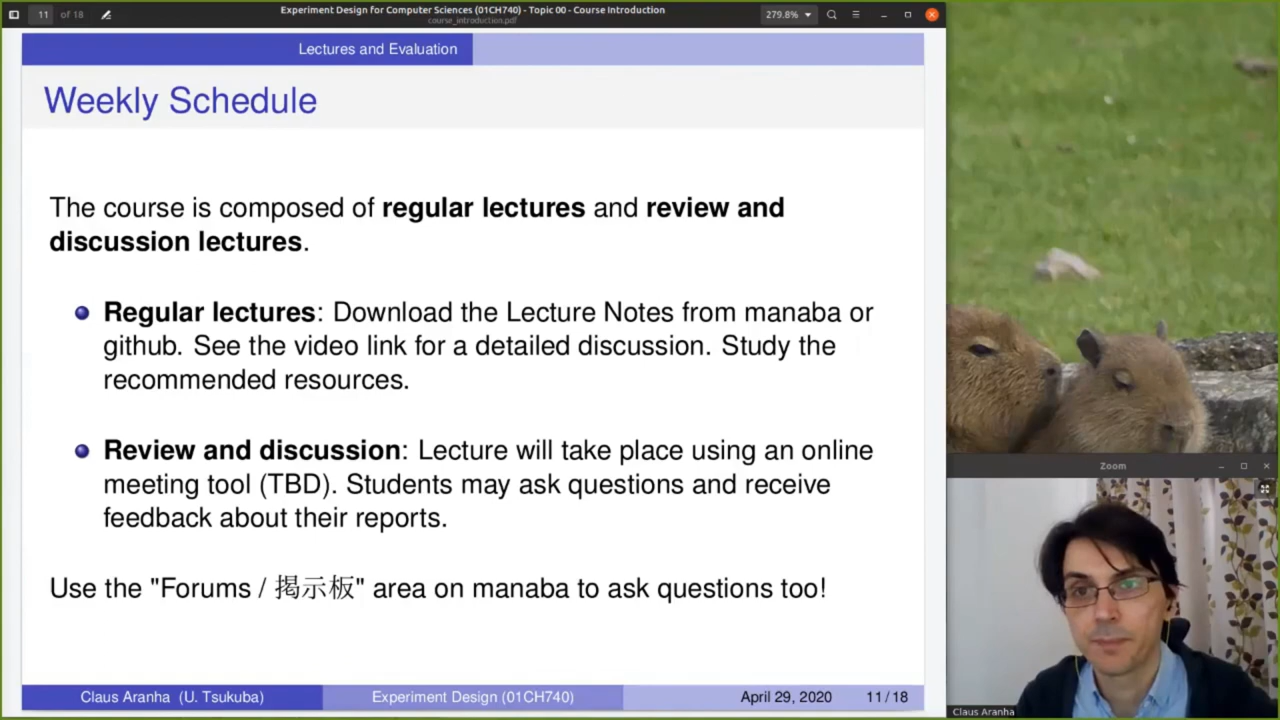 11 of 18
Experiment Design for Computer Sciences (01CH740) - Topic 00 - Course Introduction
course_introduction.pdf
279.8%
Lectures and Evaluation
Weekly Schedule
The course is composed of regular lectures and review and
discussion lectures.
Regular lectures: Download the Lecture Notes from manaba or
github. See the video link for a detailed discussion. Study the
recommended resources.
Review and discussion: Lecture will take place using an online
meeting tool (TBD). Students may ask questions and receive
feedback about their reports.
Use the "Forums / 掲示板" area on manaba to ask questions too!
Claus Aranha (U. Tsukuba)
Experiment Design (01CH740)
April 29, 2020
11 / 18
Zoom
Claus Aranha